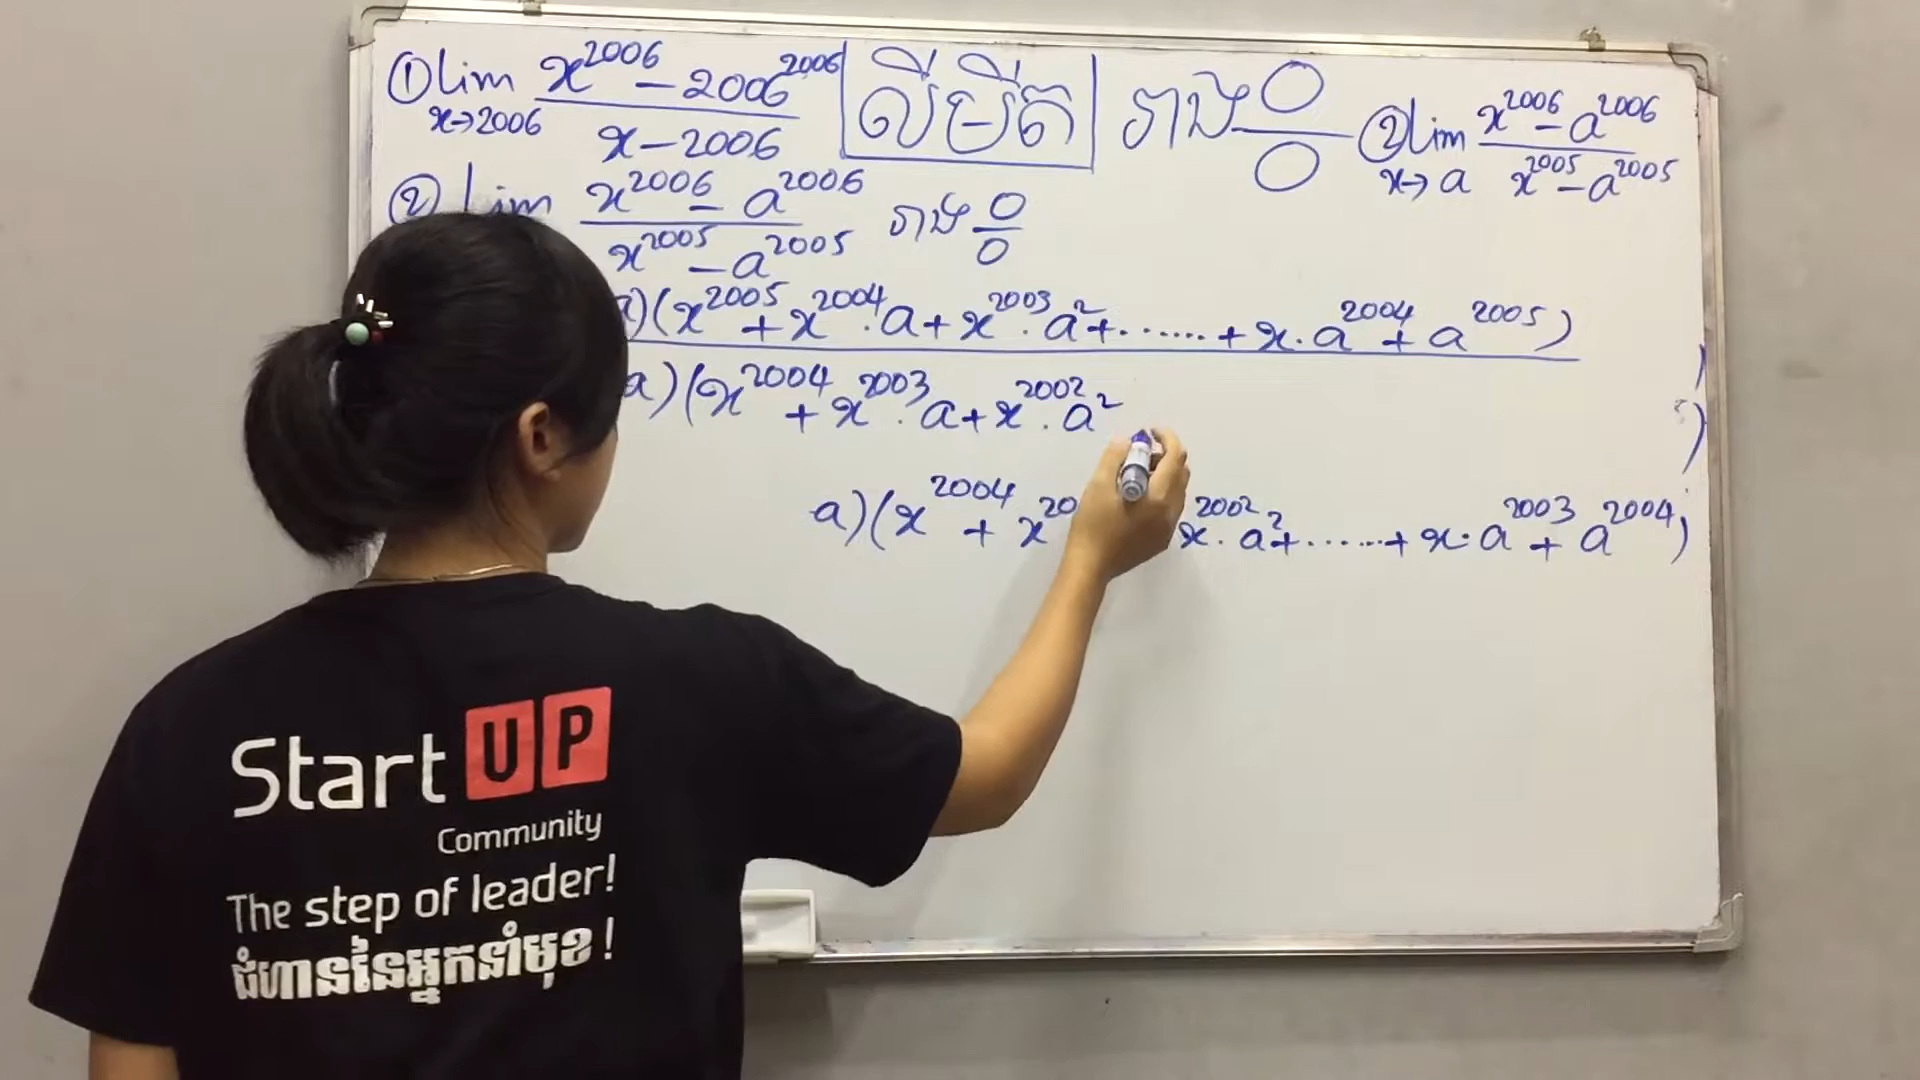 ① lim x→2006 (x^2006 − 2006^2006)/(x − 2006)
លីមីត
រាង 0/0
② lim x→a (x^2006 − a^2006)/(x^2005 − a^2005)
② lim (x^2006 − a^2006)/(x^2005 − a^2005) រាង 0/0
a)(x^2005 + x^2004·a + x^2003·a^2 + ...... + x·a^2004 + a^2005)
a)(x^2004 + x^2003·a + x^2002·a^2
a)(x^2004 + x^20 x^2002·a^2 + ...... + x·a^2003 + a^2004)
Start UP
Community
The step of leader!
ជំហាននៃអ្នកនាំមុខ!